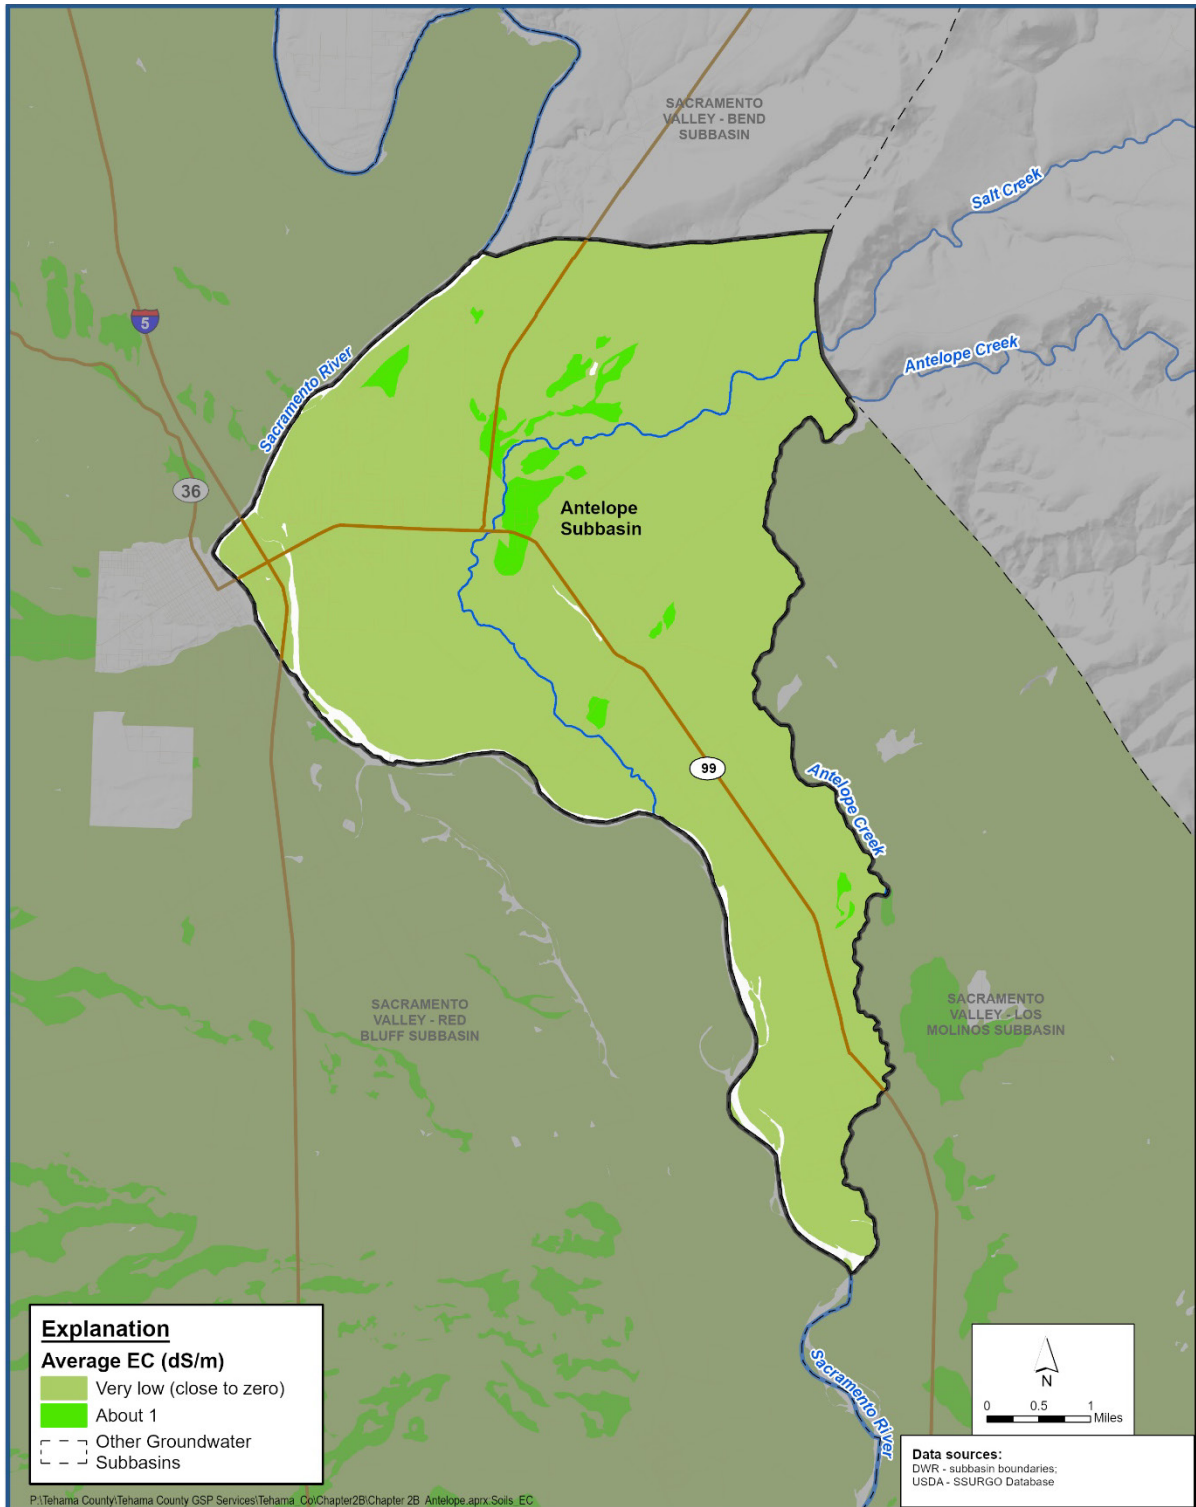 SACRAMENTO
VALLEY - BEND
SUBBASIN
Salt Creek
Antelope Creek
5
Sacramento River
36
Antelope
Subbasin
99
Antelope Creek
SACRAMENTO
VALLEY - RED
BLUFF SUBBASIN
SACRAMENTO
VALLEY - LOS
MOLINOS SUBBASIN
Sacramento River
Explanation
Average EC (dS/m)
Very low (close to zero)
About 1
Other Groundwater
Subbasins
N
0 0.5 1
Miles
Data sources:
DWR - subbasin boundaries;
USDA - SSURGO Database
P:\Tehama County\Tehama County GSP Services\Tehama_Co\Chapter2B\Chapter 2B_Antelope.aprx:Soils_EC